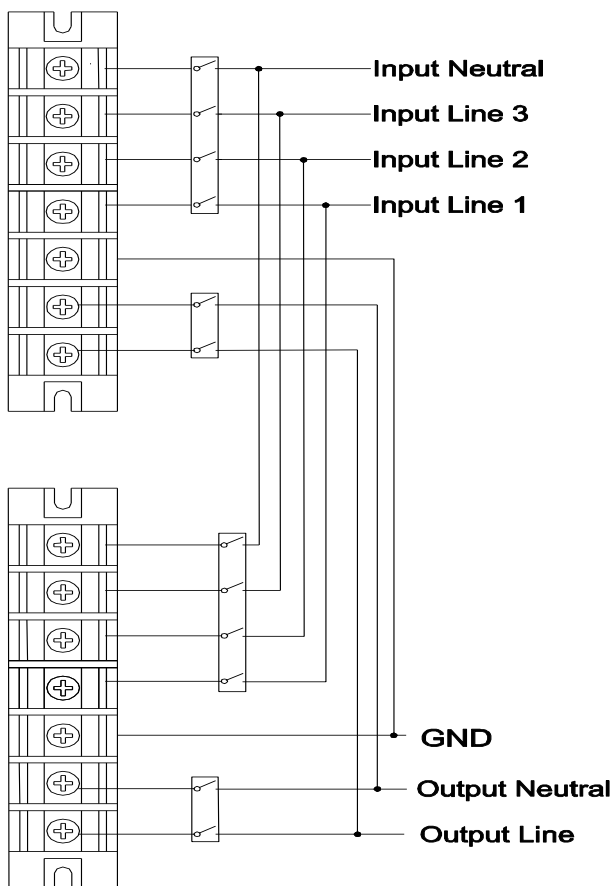 Input Neutral
Input Line 3
Input Line 2
Input Line 1
GND
Output Neutral
Output Line